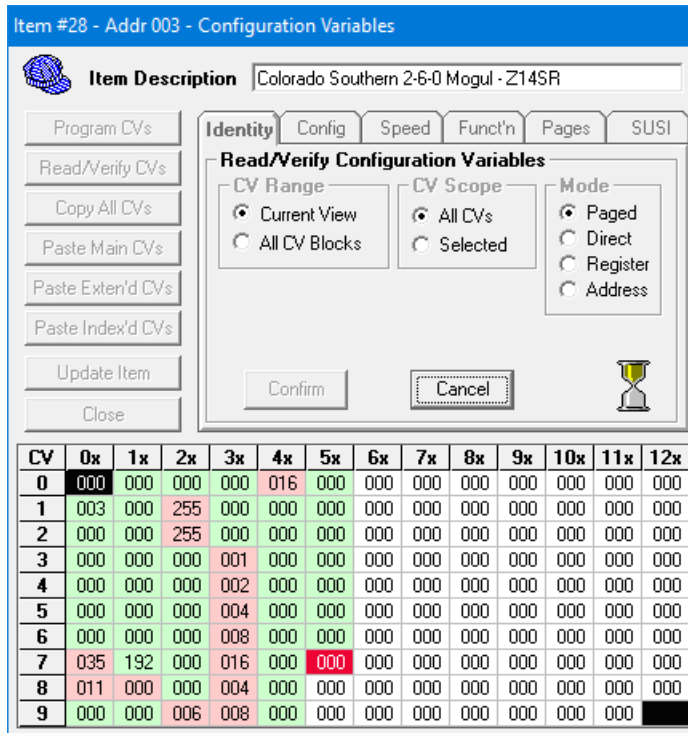 Item #28 - Addr 003 - Configuration Variables
Item Description Colorado Southern 2-6-0 Mogul - Z14SR
Program CVs
Read/Verify CVs
Copy All CVs
Paste Main CVs
Paste Exten'd CVs
Paste Index'd CVs
Update Item
Close
Identity Config Speed Funct'n Pages SUSI
Read/Verify Configuration Variables
CV Range
Current View
All CV Blocks
CV Scope
All CVs
Selected
Mode
Paged
Direct
Register
Address
Confirm Cancel
CV 0x 1x 2x 3x 4x 5x 6x 7x 8x 9x 10x 11x 12x
0 000 000 000 000 016 000 000 000 000 000 000 000 000
1 003 000 255 000 000 000 000 000 000 000 000 000 000
2 000 000 255 000 000 000 000 000 000 000 000 000 000
3 000 000 000 001 000 000 000 000 000 000 000 000 000
4 000 000 000 002 000 000 000 000 000 000 000 000 000
5 000 000 000 004 000 000 000 000 000 000 000 000 000
6 000 000 000 008 000 000 000 000 000 000 000 000 000
7 035 192 000 016 000 000 000 000 000 000 000 000 000
8 011 000 000 004 000 000 000 000 000 000 000 000 000
9 000 000 006 008 000 000 000 000 000 000 000 000